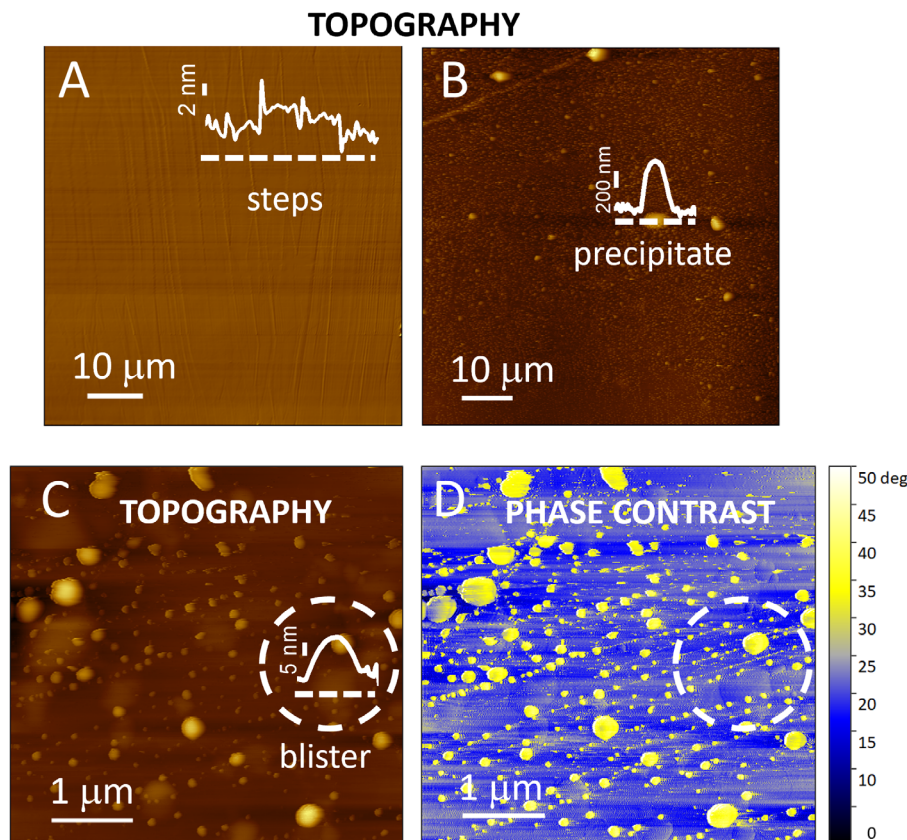 TOPOGRAPHY
A
2 nm
steps
10 μm
B
200 nm
precipitate
10 μm
C
TOPOGRAPHY
5 nm
blister
1 μm
D
PHASE CONTRAST
1 μm
50 deg
45
40
35
30
25
20
15
10
0